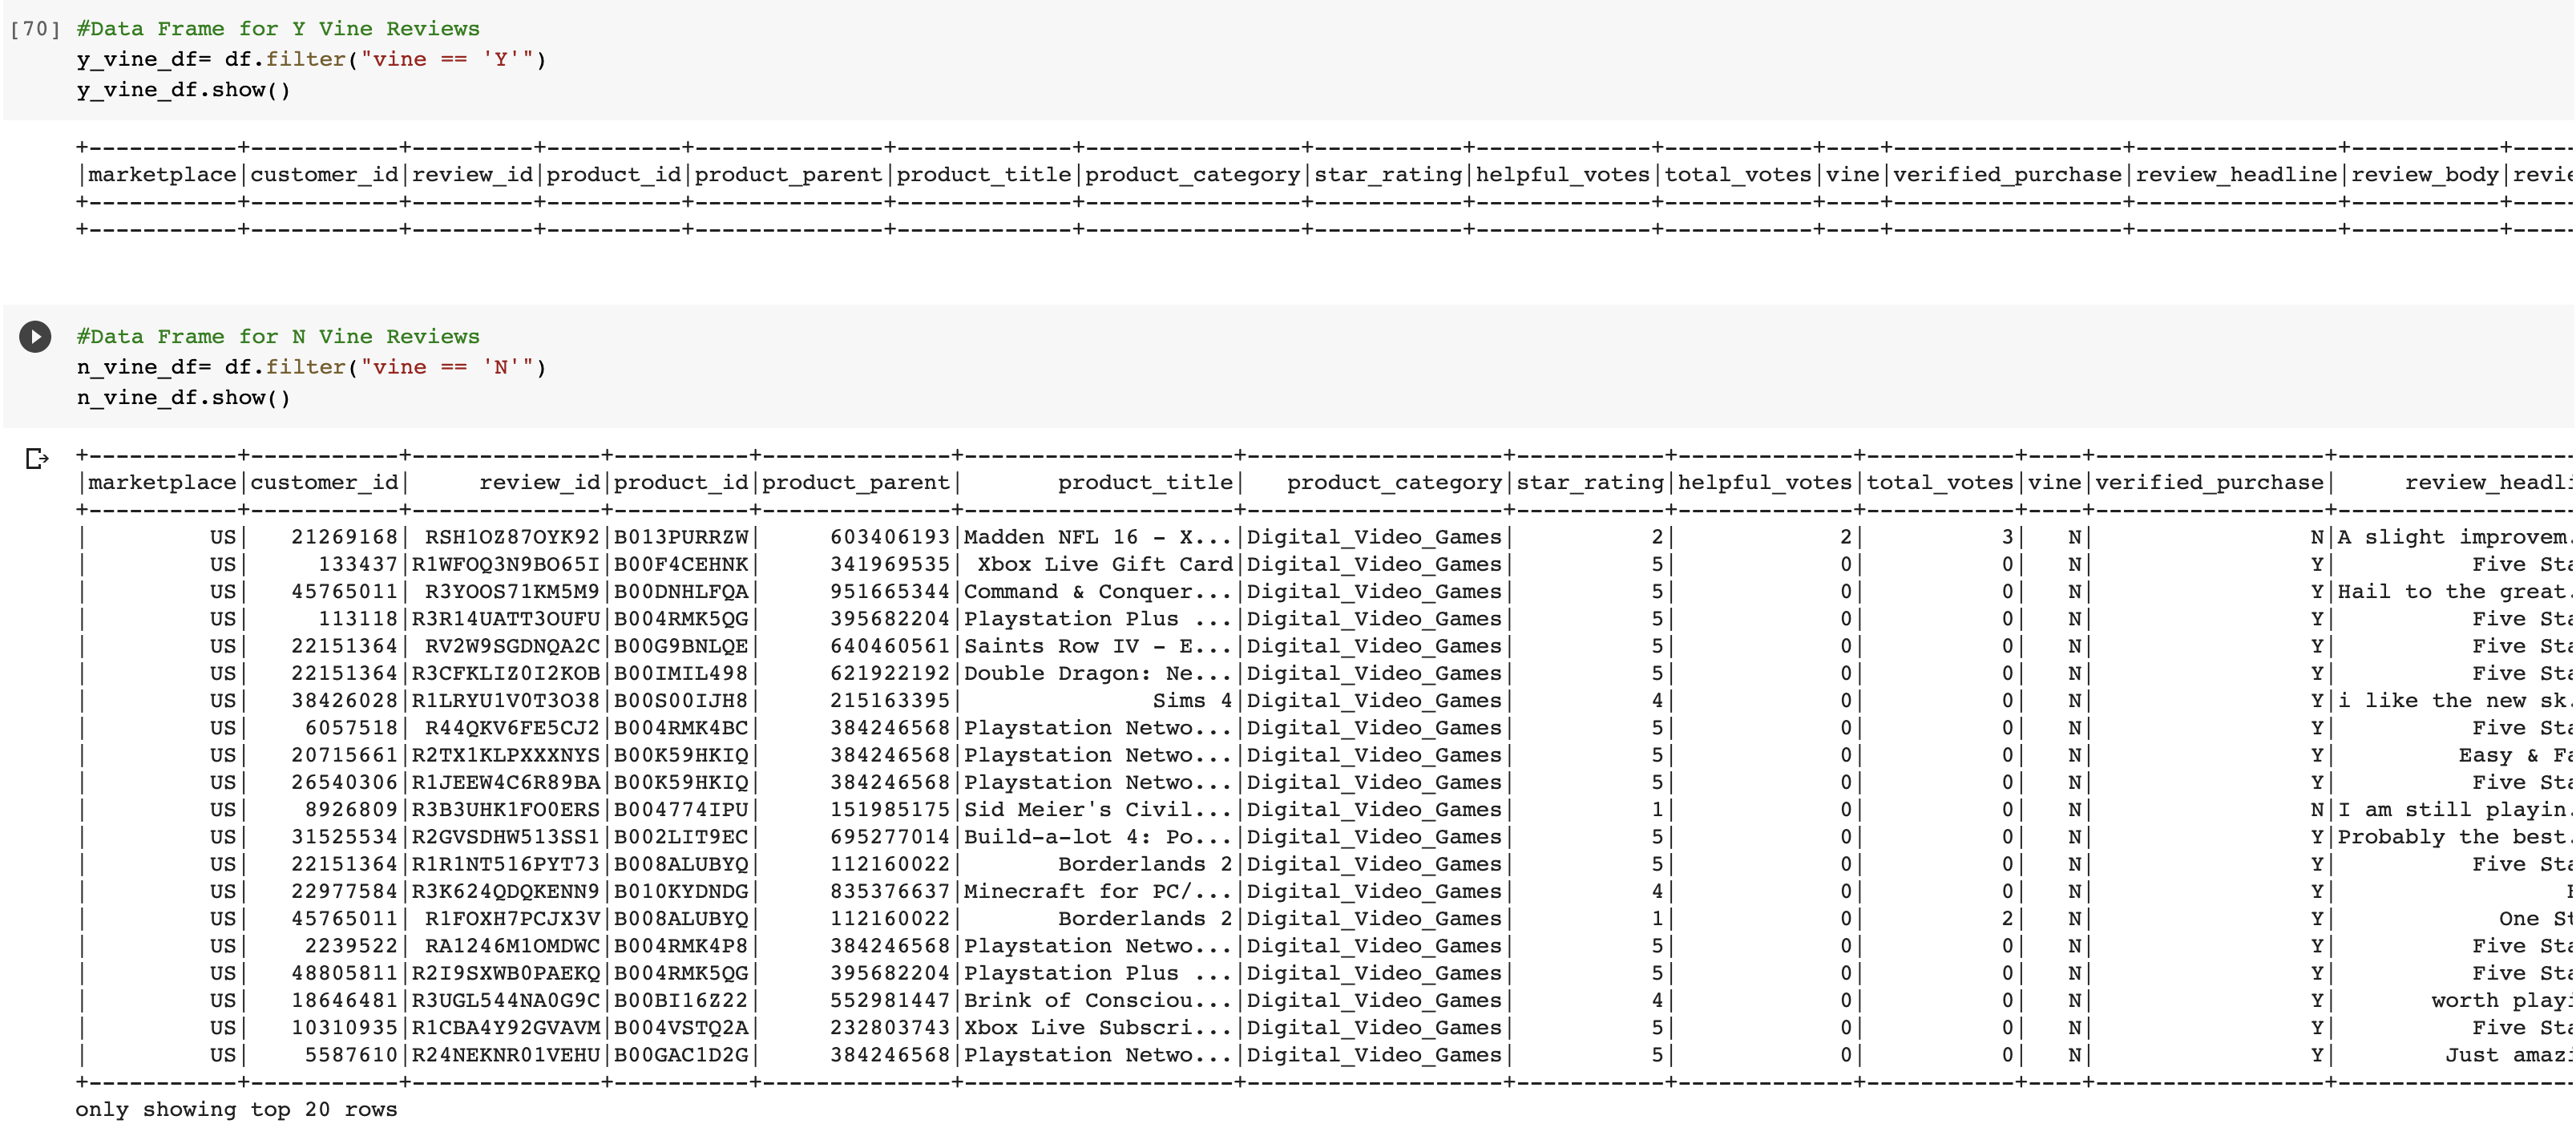 [70] #Data Frame for Y Vine Reviews
y_vine_df= df.filter("vine == 'Y'")
y_vine_df.show()
+-----------+-----------+---------+----------+--------------+-------------+----------------+-----------+-------------+-----------+----+-----------------+---------------+-----------+-----
|marketplace|customer_id|review_id|product_id|product_parent|product_title|product_category|star_rating|helpful_votes|total_votes|vine|verified_purchase|review_headline|review_body|revie
+-----------+-----------+---------+----------+--------------+-------------+----------------+-----------+-------------+-----------+----+-----------------+---------------+-----------+-----
+-----------+-----------+---------+----------+--------------+-------------+----------------+-----------+-------------+-----------+----+-----------------+---------------+-----------+-----
#Data Frame for N Vine Reviews
n_vine_df= df.filter("vine == 'N'")
n_vine_df.show()
+-----------+-----------+--------------+----------+--------------+--------------------+-------------------+-----------+-------------+-----------+----+-----------------+------------------
|marketplace|customer_id|     review_id|product_id|product_parent|       product_title|   product_category|star_rating|helpful_votes|total_votes|vine|verified_purchase|     review_headli
+-----------+-----------+--------------+----------+--------------+--------------------+-------------------+-----------+-------------+-----------+----+-----------------+------------------
|         US|   21269168| RSH1OZ87OYK92|B013PURRZW|     603406193|Madden NFL 16 - X...|Digital_Video_Games|          2|            2|          3|   N|                N|A slight improvem.
|         US|     133437|R1WFOQ3N9BO65I|B00F4CEHNK|     341969535| Xbox Live Gift Card|Digital_Video_Games|          5|            0|          0|   N|                Y|          Five Sta
|         US|   45765011| R3YOOS71KM5M9|B00DNHLFQA|     951665344|Command & Conquer...|Digital_Video_Games|          5|            0|          0|   N|                Y|Hail to the great.
|         US|     113118|R3R14UATT3OUFU|B004RMK5QG|     395682204|Playstation Plus ...|Digital_Video_Games|          5|            0|          0|   N|                Y|          Five Sta
|         US|   22151364| RV2W9SGDNQA2C|B00G9BNLQE|     640460561|Saints Row IV - E...|Digital_Video_Games|          5|            0|          0|   N|                Y|          Five Sta
|         US|   22151364|R3CFKLIZ0I2KOB|B00IMIL498|     621922192|Double Dragon: Ne...|Digital_Video_Games|          5|            0|          0|   N|                Y|          Five Sta
|         US|   38426028|R1LRYU1V0T3O38|B00S00IJH8|     215163395|              Sims 4|Digital_Video_Games|          4|            0|          0|   N|                Y|i like the new sk.
|         US|    6057518| R44QKV6FE5CJ2|B004RMK4BC|     384246568|Playstation Netwo...|Digital_Video_Games|          5|            0|          0|   N|                Y|          Five Sta
|         US|   20715661|R2TX1KLPXXXNYS|B00K59HKIQ|     384246568|Playstation Netwo...|Digital_Video_Games|          5|            0|          0|   N|                Y|         Easy & Fa
|         US|   26540306|R1JEEW4C6R89BA|B00K59HKIQ|     384246568|Playstation Netwo...|Digital_Video_Games|          5|            0|          0|   N|                Y|          Five Sta
|         US|    8926809|R3B3UHK1FO0ERS|B004774IPU|     151985175|Sid Meier's Civil...|Digital_Video_Games|          1|            0|          0|   N|                N|I am still playin.
|         US|   31525534|R2GVSDHW513SS1|B002LIT9EC|     695277014|Build-a-lot 4: Po...|Digital_Video_Games|          5|            0|          0|   N|                Y|Probably the best.
|         US|   22151364|R1R1NT516PYT73|B008ALUBYQ|     112160022|       Borderlands 2|Digital_Video_Games|          5|            0|          0|   N|                Y|          Five Sta
|         US|   22977584|R3K624QDQKENN9|B010KYDNDG|     835376637|Minecraft for PC/...|Digital_Video_Games|          4|            0|          0|   N|                Y|
|         US|   45765011| R1FOXH7PCJX3V|B008ALUBYQ|     112160022|       Borderlands 2|Digital_Video_Games|          1|            0|          2|   N|                Y|            One St
|         US|    2239522| RA1246M1OMDWC|B004RMK4P8|     384246568|Playstation Netwo...|Digital_Video_Games|          5|            0|          0|   N|                Y|          Five Sta
|         US|   48805811|R2I9SXWB0PAEKQ|B004RMK5QG|     395682204|Playstation Plus ...|Digital_Video_Games|          5|            0|          0|   N|                Y|          Five Sta
|         US|   18646481|R3UGL544NA0G9C|B00BI16Z22|     552981447|Brink of Consciou...|Digital_Video_Games|          4|            0|          0|   N|                Y|       worth playi
|         US|   10310935|R1CBA4Y92GVAVM|B004VSTQ2A|     232803743|Xbox Live Subscri...|Digital_Video_Games|          5|            0|          0|   N|                Y|          Five Sta
|         US|    5587610|R24NEKNR01VEHU|B00GAC1D2G|     384246568|Playstation Netwo...|Digital_Video_Games|          5|            0|          0|   N|                Y|        Just amazi
+-----------+-----------+--------------+----------+--------------+--------------------+-------------------+-----------+-------------+-----------+----+-----------------+------------------
only showing top 20 rows